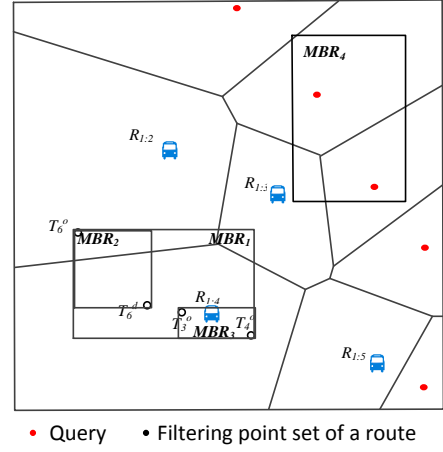 MBR4
R1:2
R1:3
T6o
MBR2
MBR1
R1:4
T6d
T3o
T4o
MBR3
R1:5
• Query • Filtering point set of a route